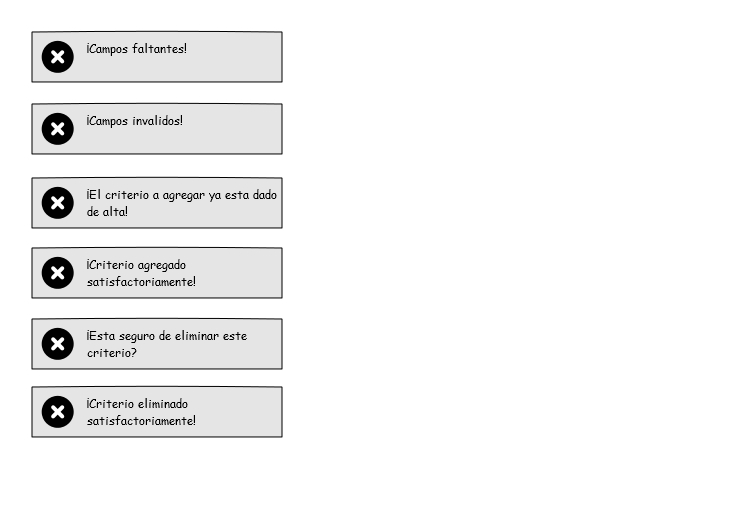 ¡Campos faltantes!
¡Campos invalidos!
¡El criterio a agregar ya esta dado
de alta!
¡Criterio agregado
satisfactoriamente!
¡Esta seguro de eliminar este
criterio?
¡Criterio eliminado
satisfactoriamente!